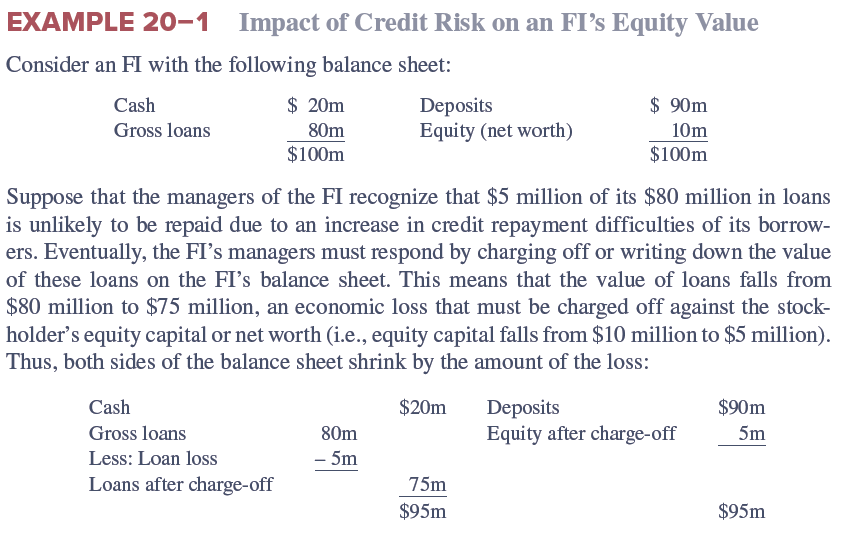 EXAMPLE 20–1 Impact of Credit Risk on an FI’s Equity Value
Consider an FI with the following balance sheet:
Cash $ 20m Deposits $ 90m
Gross loans 80m Equity (net worth) 10m
$100m $100m
Suppose that the managers of the FI recognize that $5 million of its $80 million in loans
is unlikely to be repaid due to an increase in credit repayment difficulties of its borrow-
ers. Eventually, the FI’s managers must respond by charging off or writing down the value
of these loans on the FI’s balance sheet. This means that the value of loans falls from
$80 million to $75 million, an economic loss that must be charged off against the stock-
holder’s equity capital or net worth (i.e., equity capital falls from $10 million to $5 million).
Thus, both sides of the balance sheet shrink by the amount of the loss:
Cash $20m Deposits $90m
Gross loans 80m Equity after charge-off 5m
Less: Loan loss – 5m
Loans after charge-off 75m
$95m $95m